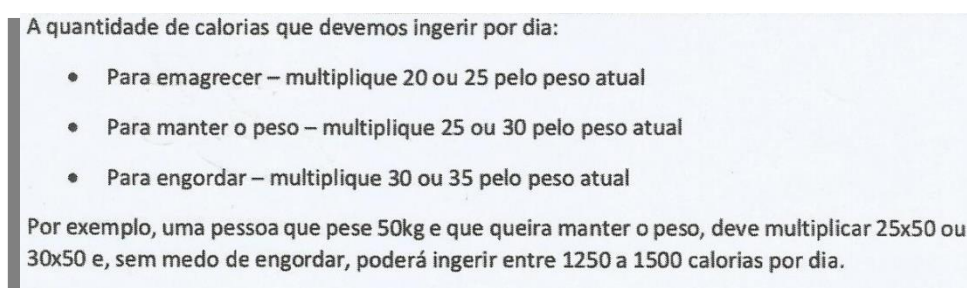 A quantidade de calorias que devemos ingerir por dia:
• Para emagrecer – multiplique 20 ou 25 pelo peso atual
• Para manter o peso – multiplique 25 ou 30 pelo peso atual
• Para engordar – multiplique 30 ou 35 pelo peso atual
Por exemplo, uma pessoa que pese 50kg e que queira manter o peso, deve multiplicar 25x50 ou
30x50 e, sem medo de engordar, poderá ingerir entre 1250 a 1500 calorias por dia.